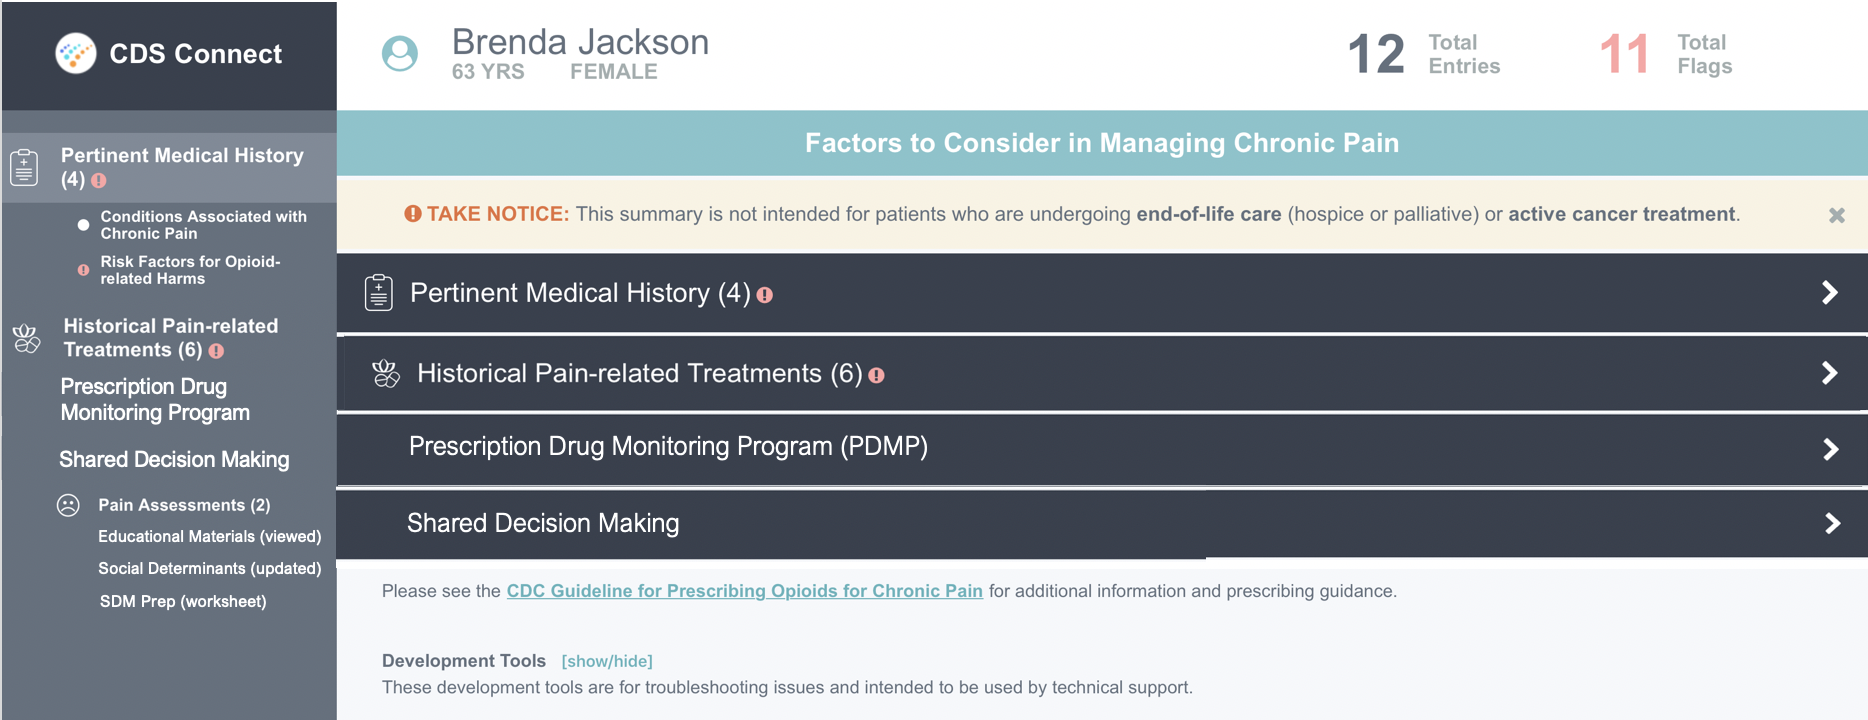 CDS Connect
Brenda Jackson
63 YRS FEMALE
12 Total Entries
11 Total Flags
Pertinent Medical History
(4)
Conditions Associated with
Chronic Pain
Risk Factors for Opioid-
related Harms
Historical Pain-related
Treatments (6)
Prescription Drug
Monitoring Program
Shared Decision Making
Pain Assessments (2)
Educational Materials (viewed)
Social Determinants (updated)
SDM Prep (worksheet)
Factors to Consider in Managing Chronic Pain
TAKE NOTICE: This summary is not intended for patients who are undergoing end-of-life care (hospice or palliative) or active cancer treatment.
Pertinent Medical History (4)
Historical Pain-related Treatments (6)
Prescription Drug Monitoring Program (PDMP)
Shared Decision Making
Please see the CDC Guideline for Prescribing Opioids for Chronic Pain for additional information and prescribing guidance.
Development Tools [show/hide]
These development tools are for troubleshooting issues and intended to be used by technical support.